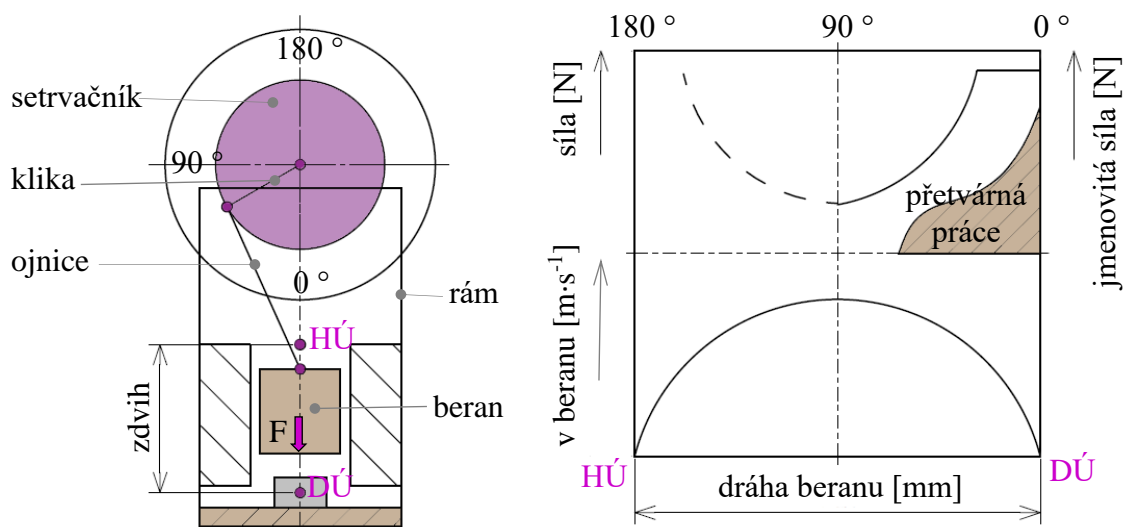 180 °
setrvačník
90 °
klika
ojnice
0 °
rám
HÚ
zdvih
beran
F
DÚ
180 °
90 °
0 °
síla [N]
jmenovitá síla [N]
přetvárná
práce
v beranu [m·s⁻¹]
HÚ
DÚ
dráha beranu [mm]